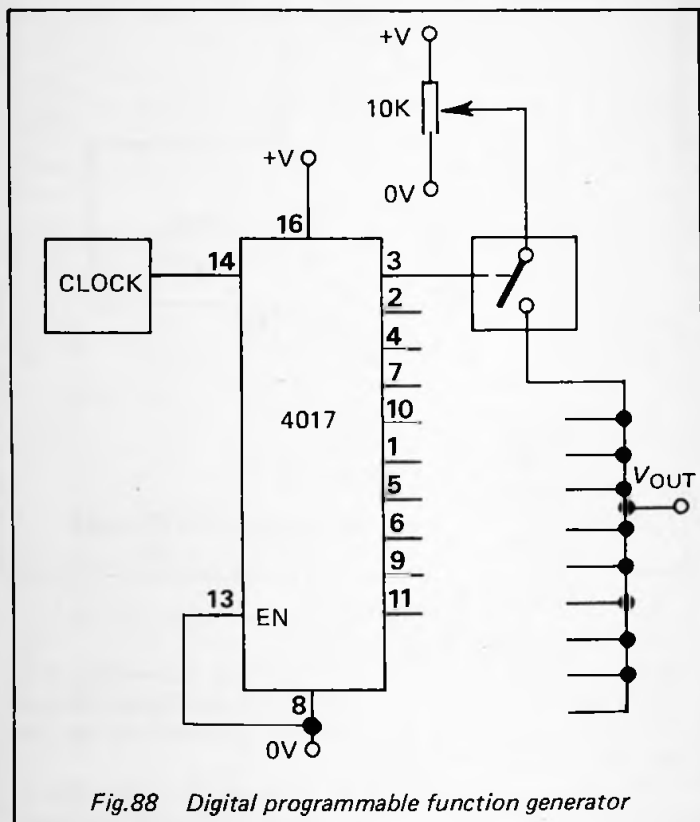 +V
10K
0V
+V
16
CLOCK
14
3
2
4
7
4017
10
1
VOUT
5
6
9
13
EN
11
8
0V
Fig.88 Digital programmable function generator